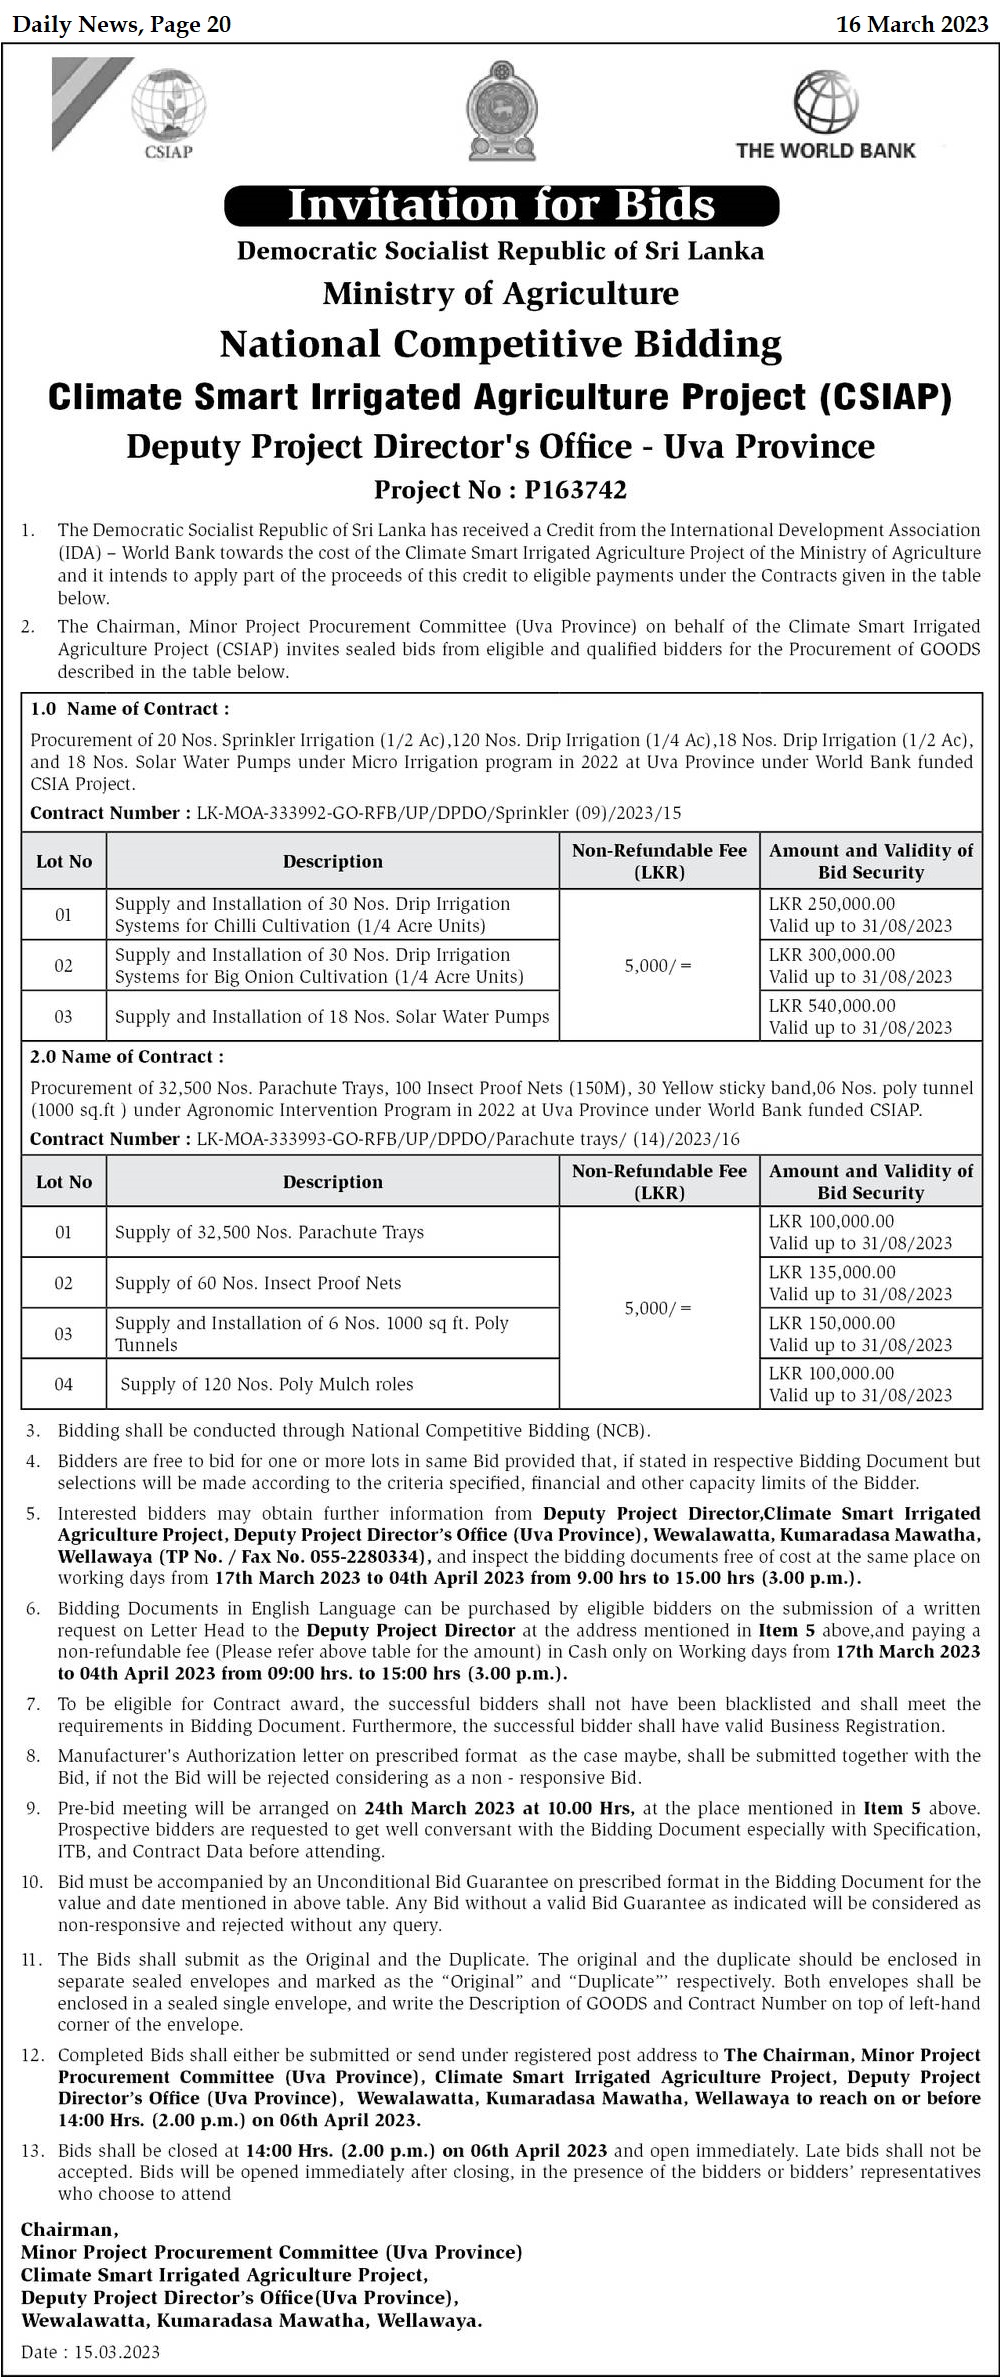 Daily News, Page 20
16 March 2023
CSIAP
THE WORLD BANK
Invitation for Bids
Democratic Socialist Republic of Sri Lanka
Ministry of Agriculture
National Competitive Bidding
Climate Smart Irrigated Agriculture Project (CSIAP)
Deputy Project Director's Office - Uva Province
Project No : P163742
1. The Democratic Socialist Republic of Sri Lanka has received a Credit from the International Development Association
(IDA) – World Bank towards the cost of the Climate Smart Irrigated Agriculture Project of the Ministry of Agriculture
and it intends to apply part of the proceeds of this credit to eligible payments under the Contracts given in the table
below.
2. The Chairman, Minor Project Procurement Committee (Uva Province) on behalf of the Climate Smart Irrigated
Agriculture Project (CSIAP) invites sealed bids from eligible and qualified bidders for the Procurement of GOODS
described in the table below.
1.0 Name of Contract :
Procurement of 20 Nos. Sprinkler Irrigation (1/2 Ac),120 Nos. Drip Irrigation (1/4 Ac),18 Nos. Drip Irrigation (1/2 Ac),
and 18 Nos. Solar Water Pumps under Micro Irrigation program in 2022 at Uva Province under World Bank funded
CSIA Project.
Contract Number : LK-MOA-333992-GO-RFB/UP/DPDO/Sprinkler (09)/2023/15
Lot No
Description
Non-Refundable Fee
(LKR)
Amount and Validity of
Bid Security
01
Supply and Installation of 30 Nos. Drip Irrigation
Systems for Chilli Cultivation (1/4 Acre Units)
LKR 250,000.00
Valid up to 31/08/2023
02
Supply and Installation of 30 Nos. Drip Irrigation
Systems for Big Onion Cultivation (1/4 Acre Units)
5,000/=
LKR 300,000.00
Valid up to 31/08/2023
03
Supply and Installation of 18 Nos. Solar Water Pumps
LKR 540,000.00
Valid up to 31/08/2023
2.0 Name of Contract :
Procurement of 32,500 Nos. Parachute Trays, 100 Insect Proof Nets (150M), 30 Yellow sticky band,06 Nos. poly tunnel
(1000 sq.ft ) under Agronomic Intervention Program in 2022 at Uva Province under World Bank funded CSIAP.
Contract Number : LK-MOA-333993-GO-RFB/UP/DPDO/Parachute trays/ (14)/2023/16
Lot No
Description
Non-Refundable Fee
(LKR)
Amount and Validity of
Bid Security
01
Supply of 32,500 Nos. Parachute Trays
LKR 100,000.00
Valid up to 31/08/2023
02
Supply of 60 Nos. Insect Proof Nets
LKR 135,000.00
Valid up to 31/08/2023
5,000/=
03
Supply and Installation of 6 Nos. 1000 sq ft. Poly
Tunnels
LKR 150,000.00
Valid up to 31/08/2023
04
Supply of 120 Nos. Poly Mulch roles
LKR 100,000.00
Valid up to 31/08/2023
3. Bidding shall be conducted through National Competitive Bidding (NCB).
4. Bidders are free to bid for one or more lots in same Bid provided that, if stated in respective Bidding Document but
selections will be made according to the criteria specified, financial and other capacity limits of the Bidder.
5. Interested bidders may obtain further information from Deputy Project Director,Climate Smart Irrigated
Agriculture Project, Deputy Project Director’s Office (Uva Province), Wewalawatta, Kumaradasa Mawatha,
Wellawaya (TP No. / Fax No. 055-2280334), and inspect the bidding documents free of cost at the same place on
working days from 17th March 2023 to 04th April 2023 from 9.00 hrs to 15.00 hrs (3.00 p.m.).
6. Bidding Documents in English Language can be purchased by eligible bidders on the submission of a written
request on Letter Head to the Deputy Project Director at the address mentioned in Item 5 above,and paying a
non-refundable fee (Please refer above table for the amount) in Cash only on Working days from 17th March 2023
to 04th April 2023 from 09:00 hrs. to 15:00 hrs (3.00 p.m.).
7. To be eligible for Contract award, the successful bidders shall not have been blacklisted and shall meet the
requirements in Bidding Document. Furthermore, the successful bidder shall have valid Business Registration.
8. Manufacturer's Authorization letter on prescribed format as the case maybe, shall be submitted together with the
Bid, if not the Bid will be rejected considering as a non - responsive Bid.
9. Pre-bid meeting will be arranged on 24th March 2023 at 10.00 Hrs, at the place mentioned in Item 5 above.
Prospective bidders are requested to get well conversant with the Bidding Document especially with Specification,
ITB, and Contract Data before attending.
10. Bid must be accompanied by an Unconditional Bid Guarantee on prescribed format in the Bidding Document for the
value and date mentioned in above table. Any Bid without a valid Bid Guarantee as indicated will be considered as
non-responsive and rejected without any query.
11. The Bids shall submit as the Original and the Duplicate. The original and the duplicate should be enclosed in
separate sealed envelopes and marked as the “Original” and “Duplicate”’ respectively. Both envelopes shall be
enclosed in a sealed single envelope, and write the Description of GOODS and Contract Number on top of left-hand
corner of the envelope.
12. Completed Bids shall either be submitted or send under registered post address to The Chairman, Minor Project
Procurement Committee (Uva Province), Climate Smart Irrigated Agriculture Project, Deputy Project
Director’s Office (Uva Province), Wewalawatta, Kumaradasa Mawatha, Wellawaya to reach on or before
14:00 Hrs. (2.00 p.m.) on 06th April 2023.
13. Bids shall be closed at 14:00 Hrs. (2.00 p.m.) on 06th April 2023 and open immediately. Late bids shall not be
accepted. Bids will be opened immediately after closing, in the presence of the bidders or bidders’ representatives
who choose to attend
Chairman,
Minor Project Procurement Committee (Uva Province)
Climate Smart Irrigated Agriculture Project,
Deputy Project Director’s Office(Uva Province),
Wewalawatta, Kumaradasa Mawatha, Wellawaya.
Date : 15.03.2023